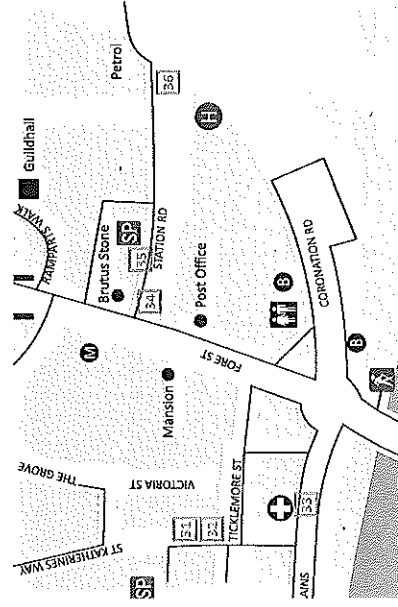 Petrol
36
H
Guildhall
RAMPARTS WALK
Brutus Stone
SP
35
STATION RD
34
Post Office
B
CORONATION RD
B
M
FORE ST
Mansion
THE GROVE
VICTORIA ST
ST KATHERINES WAY
TICKLEMORE ST
31
32
33
SP
AINS